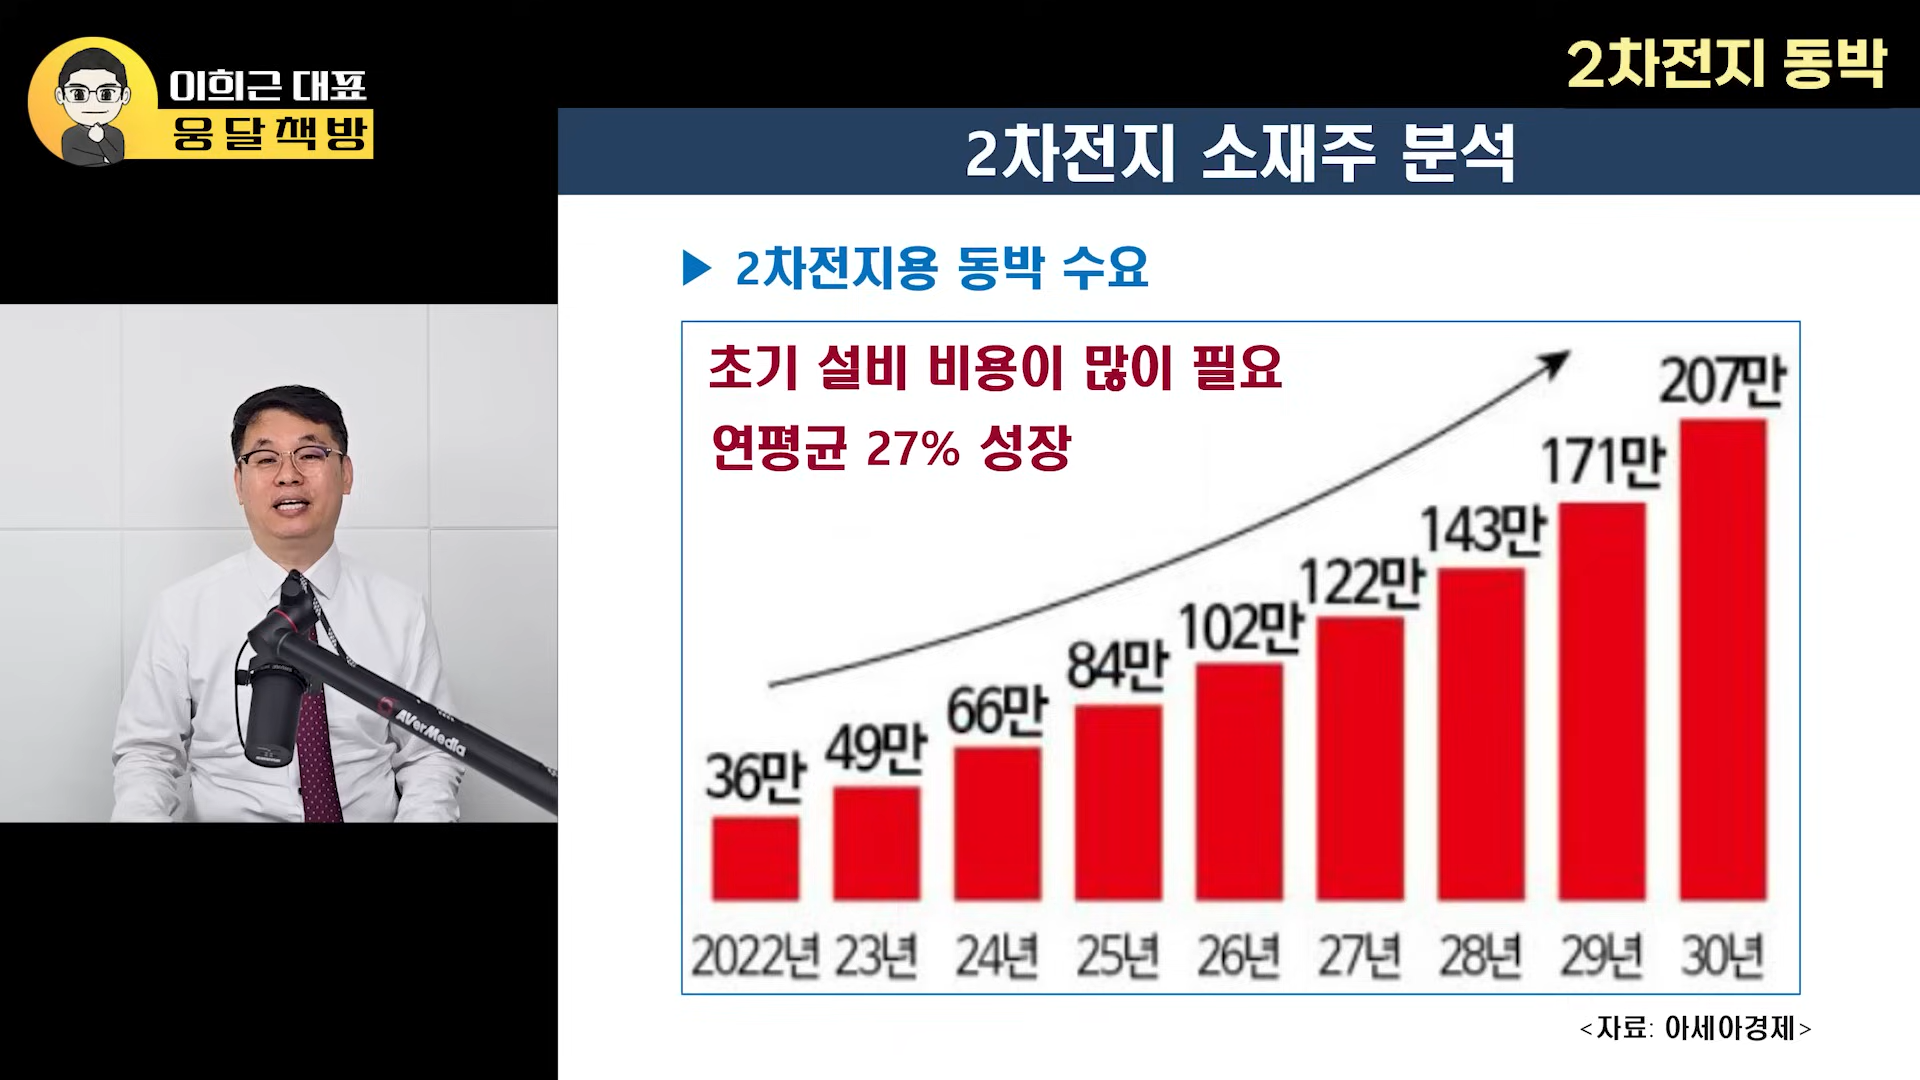 이희근 대표
웅달책방
2차전지 동박
2차전지 소재주 분석
▶ 2차전지용 동박 수요
초기 설비 비용이 많이 필요
연평균 27% 성장
36만
49만
66만
84만
102만
122만
143만
171만
207만
2022년 23년 24년 25년 26년 27년 28년 29년 30년
<자료: 아세아경제>
AVerMedia